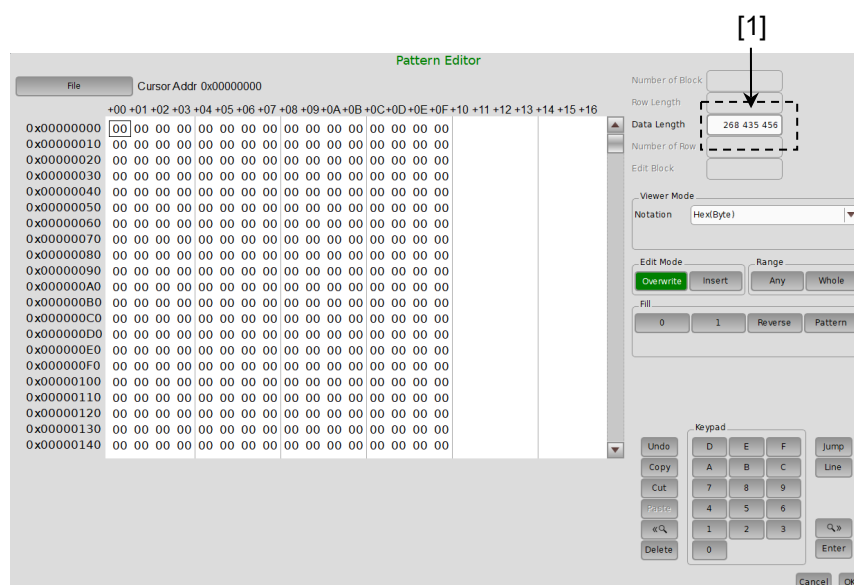 [1]
Pattern Editor
File
Cursor Addr 0x00000000
+00 +01 +02 +03 +04 +05 +06 +07 +08 +09 +0A +0B +0C +0D +0E +0F +10 +11 +12 +13 +14 +15 +16
0x00000000 00 00 00 00 00 00 00 00 00 00 00 00 00 00 00 00
0x00000010 00 00 00 00 00 00 00 00 00 00 00 00 00 00 00 00
0x00000020 00 00 00 00 00 00 00 00 00 00 00 00 00 00 00 00
0x00000030 00 00 00 00 00 00 00 00 00 00 00 00 00 00 00 00
0x00000040 00 00 00 00 00 00 00 00 00 00 00 00 00 00 00 00
0x00000050 00 00 00 00 00 00 00 00 00 00 00 00 00 00 00 00
0x00000060 00 00 00 00 00 00 00 00 00 00 00 00 00 00 00 00
0x00000070 00 00 00 00 00 00 00 00 00 00 00 00 00 00 00 00
0x00000080 00 00 00 00 00 00 00 00 00 00 00 00 00 00 00 00
0x00000090 00 00 00 00 00 00 00 00 00 00 00 00 00 00 00 00
0x000000A0 00 00 00 00 00 00 00 00 00 00 00 00 00 00 00 00
0x000000B0 00 00 00 00 00 00 00 00 00 00 00 00 00 00 00 00
0x000000C0 00 00 00 00 00 00 00 00 00 00 00 00 00 00 00 00
0x000000D0 00 00 00 00 00 00 00 00 00 00 00 00 00 00 00 00
0x000000E0 00 00 00 00 00 00 00 00 00 00 00 00 00 00 00 00
0x000000F0 00 00 00 00 00 00 00 00 00 00 00 00 00 00 00 00
0x00000100 00 00 00 00 00 00 00 00 00 00 00 00 00 00 00 00
0x00000110 00 00 00 00 00 00 00 00 00 00 00 00 00 00 00 00
0x00000120 00 00 00 00 00 00 00 00 00 00 00 00 00 00 00 00
0x00000130 00 00 00 00 00 00 00 00 00 00 00 00 00 00 00 00
0x00000140 00 00 00 00 00 00 00 00 00 00 00 00 00 00 00 00
Number of Block
Row Length
Data Length 268 435 456
Number of Row
Edit Block
Viewer Mode
Notation Hex(Byte)
Edit Mode
Overwrite Insert
Range
Any Whole
Fill
0 1 Reverse Pattern
Keypad
Undo D E F Jump
Copy A B C Line
Cut 7 8 9
Paste 4 5 6
« 1 2 3 »
Delete 0 Enter
Cancel OK